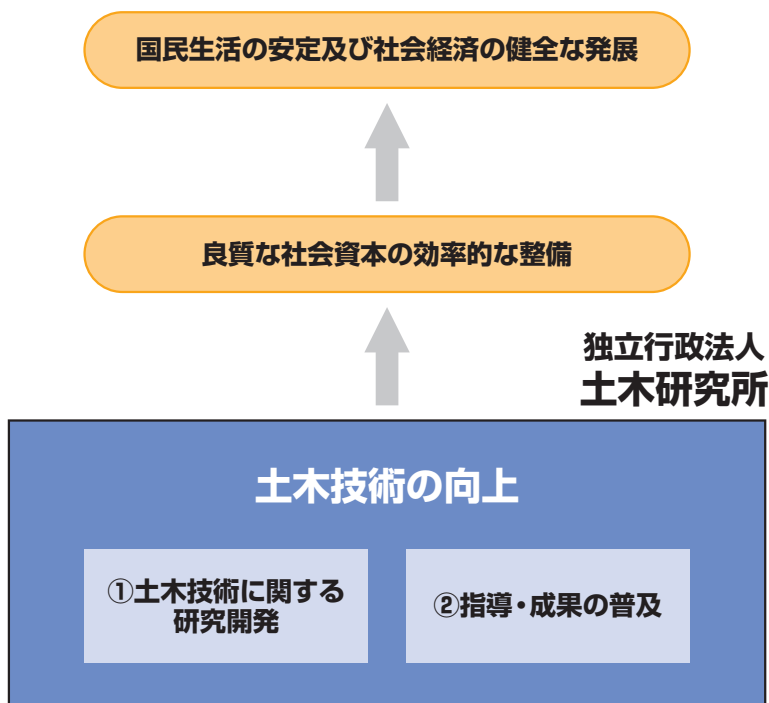 国民生活の安定及び社会経済の健全な発展
良質な社会資本の効率的な整備
独立行政法人
土木研究所
土木技術の向上
①土木技術に関する
研究開発
②指導・成果の普及